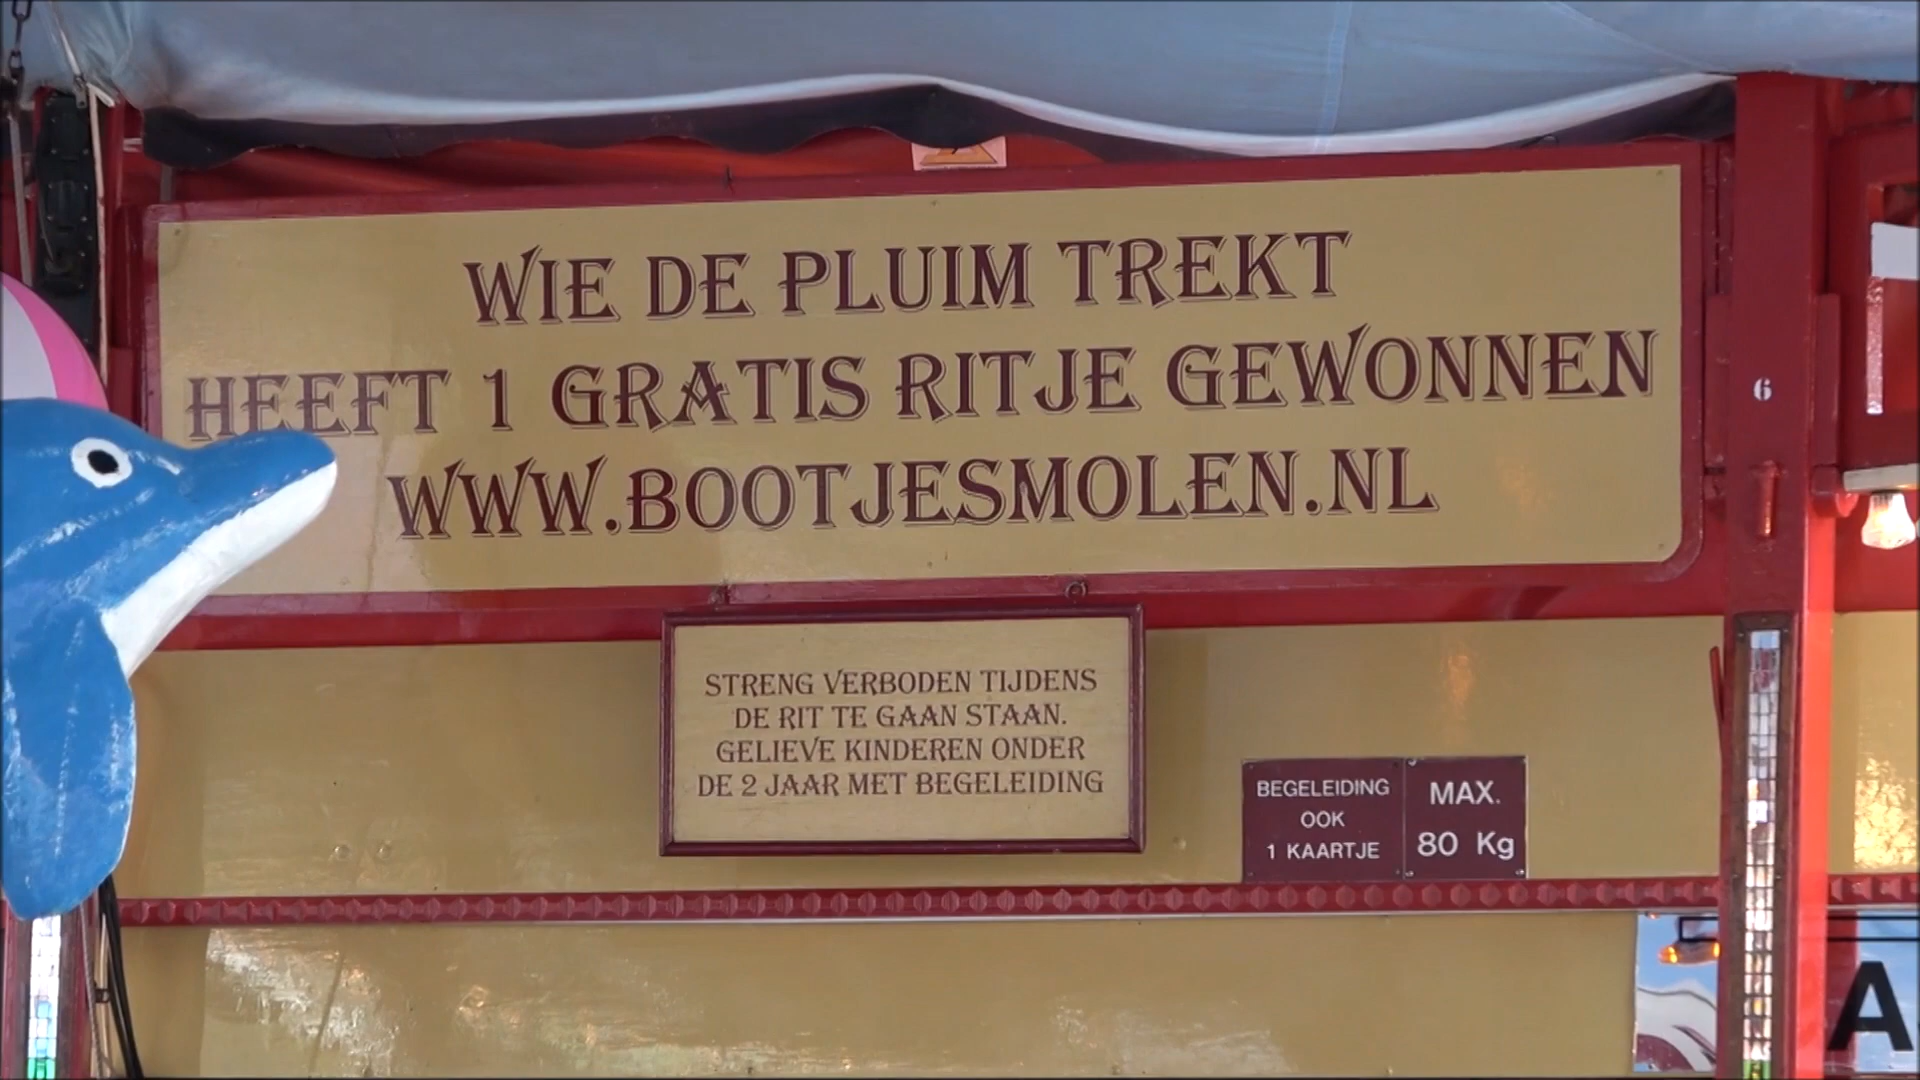 WIE DE PLUIM TREKT
HEEFT 1 GRATIS RITJE GEWONNEN
WWW.BOOTJESMOLEN.NL
6
STRENG VERBODEN TIJDENS
DE RIT TE GAAN STAAN.
GELIEVE KINDEREN ONDER
DE 2 JAAR MET BEGELEIDING
BEGELEIDING
OOK
1 KAARTJE
MAX.
80 Kg
A